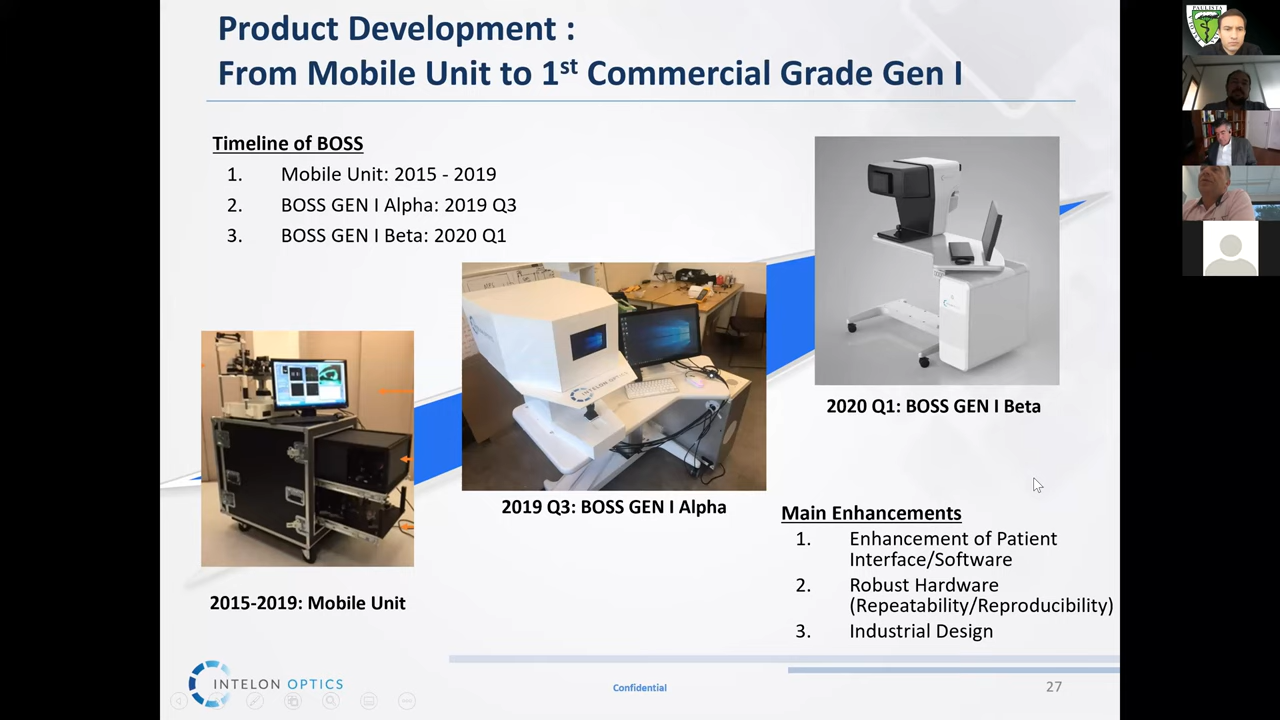 Product Development :
From Mobile Unit to 1st Commercial Grade Gen I
Timeline of BOSS
1. Mobile Unit: 2015 - 2019
2. BOSS GEN I Alpha: 2019 Q3
3. BOSS GEN I Beta: 2020 Q1
INTELON OPTICS
2020 Q1: BOSS GEN I Beta
2019 Q3: BOSS GEN I Alpha
2015-2019: Mobile Unit
Main Enhancements
1. Enhancement of Patient
Interface/Software
2. Robust Hardware
(Repeatability/Reproducibility)
3. Industrial Design
INTELON OPTICS
Confidential
27
PAULISTA